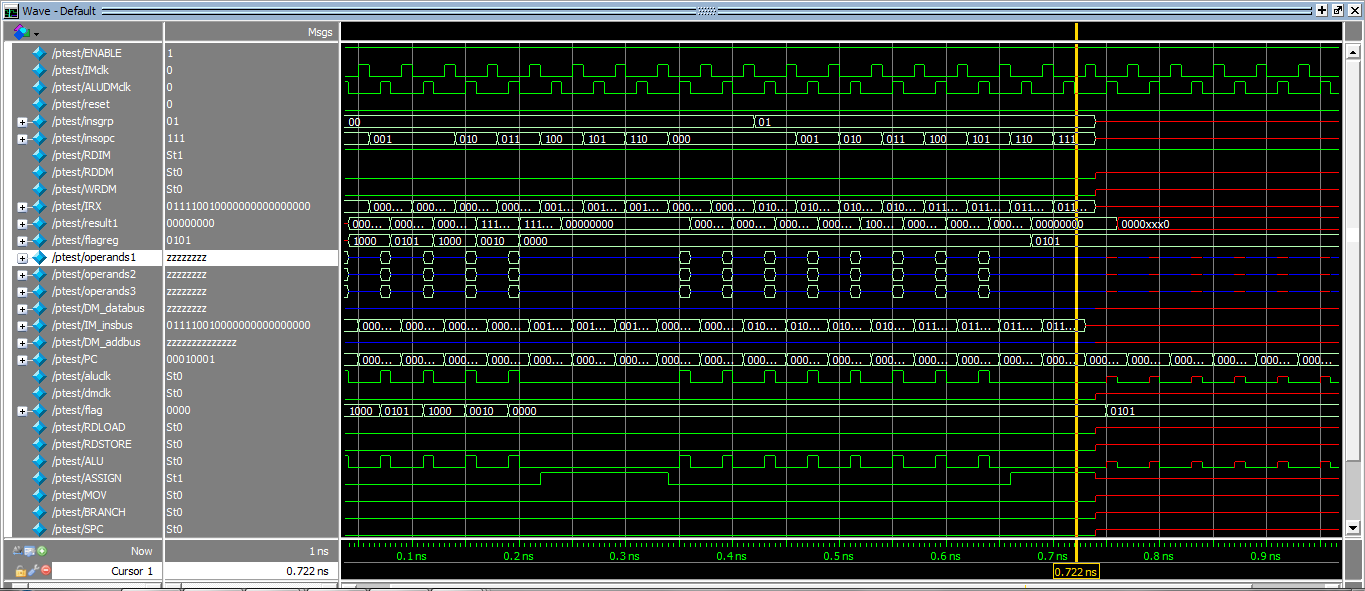 Wave - Default
Msgs
/ptest/ENABLE 1
/ptest/IMclk 0
/ptest/ALUDMclk 0
/ptest/reset 0
/ptest/insgrp 01 00 01
/ptest/insopc 111 001 010 011 100 101 110 000 001 010 011 100 101 110 111
/ptest/RDIM St1
/ptest/RDDM St0
/ptest/WRDM St0
/ptest/IRX 011110010000000000000000 000... 000... 000... 000... 001... 001... 001... 000... 000... 010... 010... 010... 010... 011... 011... 011... 011...
/ptest/result1 00000000 000... 000... 000... 111... 111... 00000000 000... 000... 000... 000... 100... 000... 000... 000... 00000000 0000xxx0
/ptest/flagreg 0101 1000 0101 1000 0010 0000 0101
/ptest/operands1 zzzzzzzz
/ptest/operands2 zzzzzzzz
/ptest/operands3 zzzzzzzz
/ptest/DM_databus zzzzzzzz
/ptest/IM_insbus 011110010000000000000000 000... 000... 000... 000... 001... 001... 001... 000... 000... 010... 010... 010... 010... 011... 011... 011... 011...
/ptest/DM_addbus zzzzzzzzzzzzzz
/ptest/PC 00010001 000... 000... 000... 000... 000... 000... 000... 000... 000... 000... 000... 000... 000... 000... 000... 000... 000... 000... 000... 000... 000... 000... 000...
/ptest/aluclk St0
/ptest/dmclk St0
/ptest/flag 0000 1000 0101 1000 0010 0000 0101
/ptest/RDLOAD St0
/ptest/RDSTORE St0
/ptest/ALU St0
/ptest/ASSIGN St1
/ptest/MOV St0
/ptest/BRANCH St0
/ptest/SPC St0
Now 1 ns 0.1 ns 0.2 ns 0.3 ns 0.4 ns 0.5 ns 0.6 ns 0.7 ns 0.8 ns 0.9 ns
Cursor 1 0.722 ns 0.722 ns